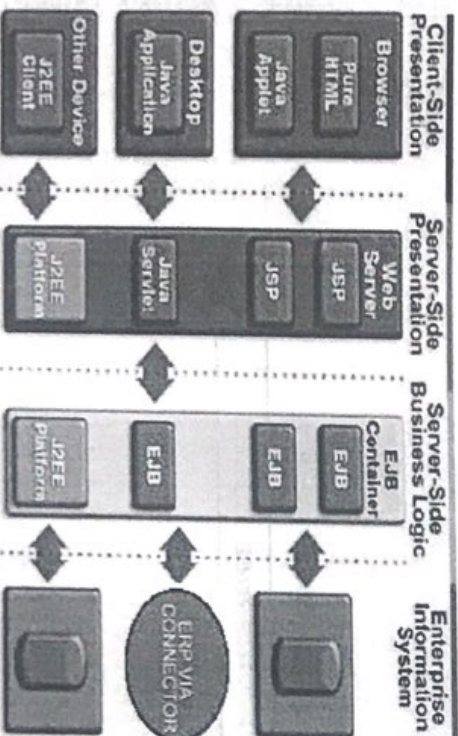 Client-Side
Presentation
Server-Side
Presentation
Server-Side
Business Logic
Enterprise
Information
System
Browser
Pure
HTML
Java
Applet
Desktop
Java
Application
Other Device
J2EE
Client
Web
Server
JSP
JSP
Java
Servlet
J2EE
Platform
EJB
Container
EJB
EJB
EJB
J2EE
Platform
ERP VIA
CONNECTOR